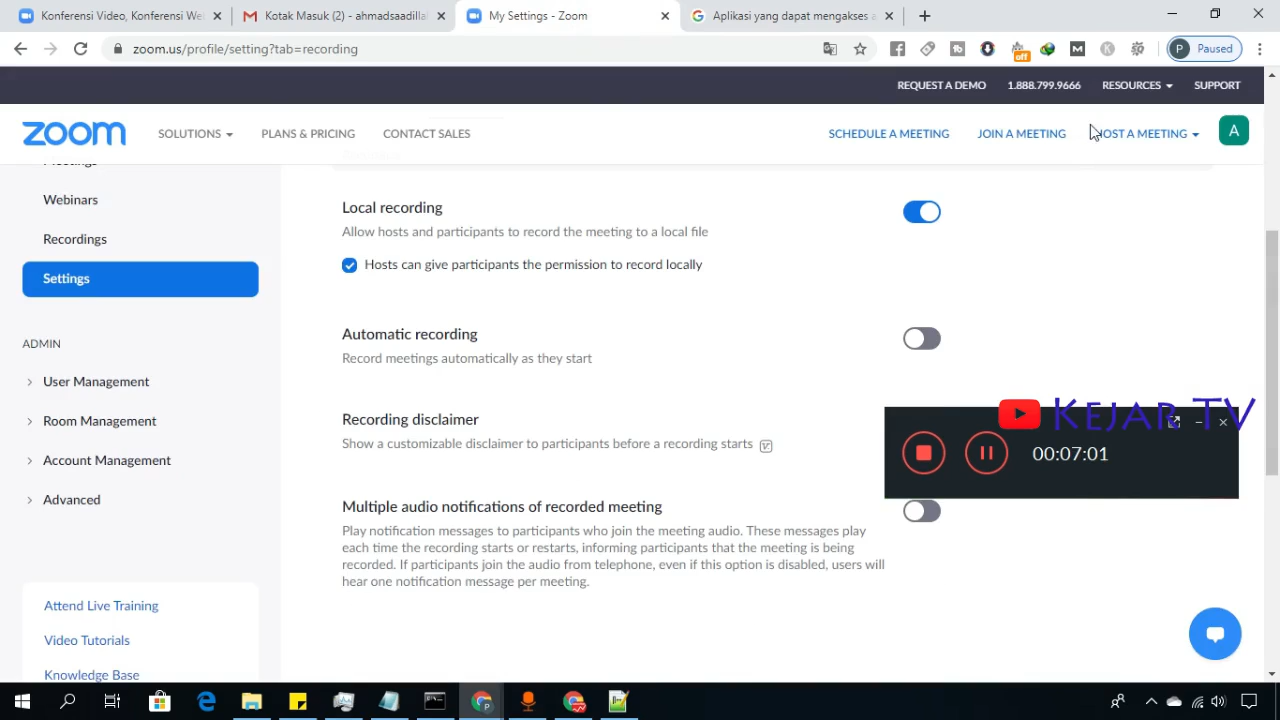 Konferensi Video, Konferensi We
Kotak Masuk (2) - ahmadsaadillah
My Settings - Zoom
Aplikasi yang dapat mengakses a
zoom.us/profile/setting?tab=recording
off
P Paused
REQUEST A DEMO
1.888.799.9666
RESOURCES
SUPPORT
zoom
SOLUTIONS
PLANS & PRICING
CONTACT SALES
SCHEDULE A MEETING
JOIN A MEETING
HOST A MEETING
A
Webinars
Recordings
Settings
ADMIN
User Management
Room Management
Account Management
Advanced
Attend Live Training
Video Tutorials
Knowledge Base
Local recording
Allow hosts and participants to record the meeting to a local file
Hosts can give participants the permission to record locally
Automatic recording
Record meetings automatically as they start
Recording disclaimer
Show a customizable disclaimer to participants before a recording starts
Multiple audio notifications of recorded meeting
Play notification messages to participants who join the meeting audio. These messages play
each time the recording starts or restarts, informing participants that the meeting is being
recorded. If participants join the audio from telephone, even if this option is disabled, users will
hear one notification message per meeting.
KEJAR TV
00:07:01